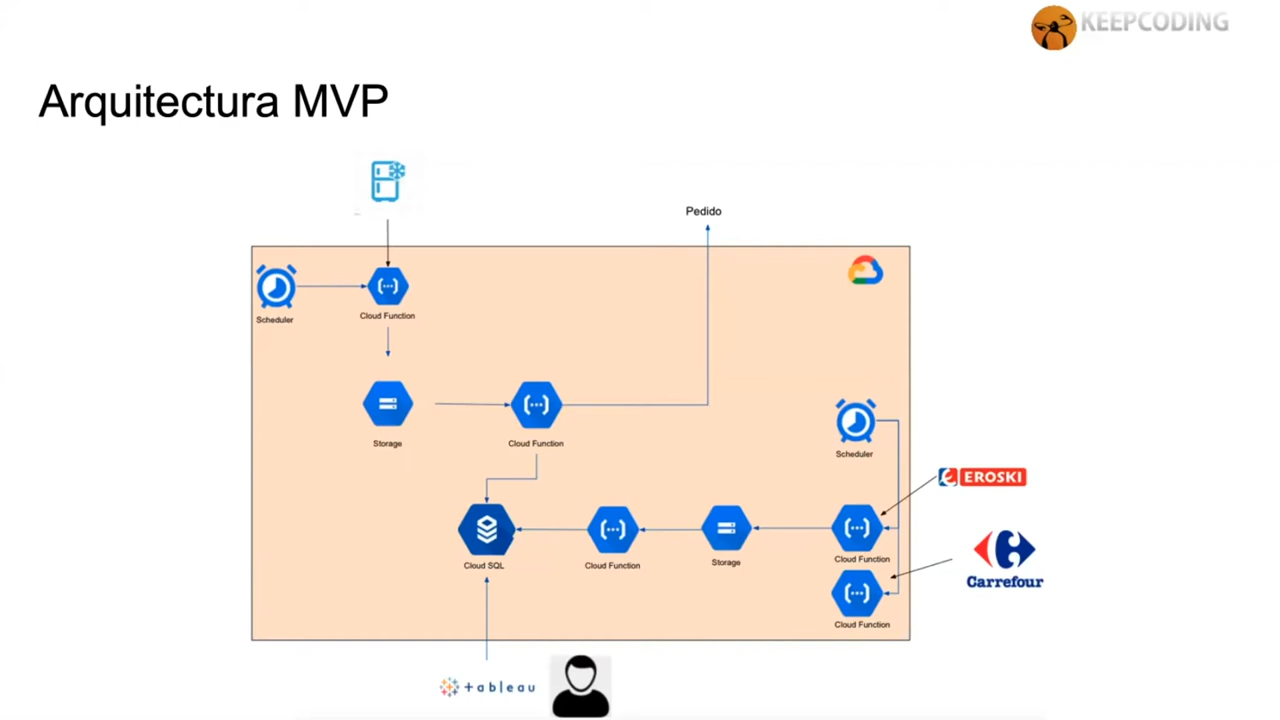 KEEPCODING
Arquitectura MVP
Pedido
Scheduler
Cloud Function
Storage
Cloud Function
Scheduler
EROSKI
Cloud SQL
Cloud Function
Storage
Cloud Function
Carrefour
Cloud Function
+ableau